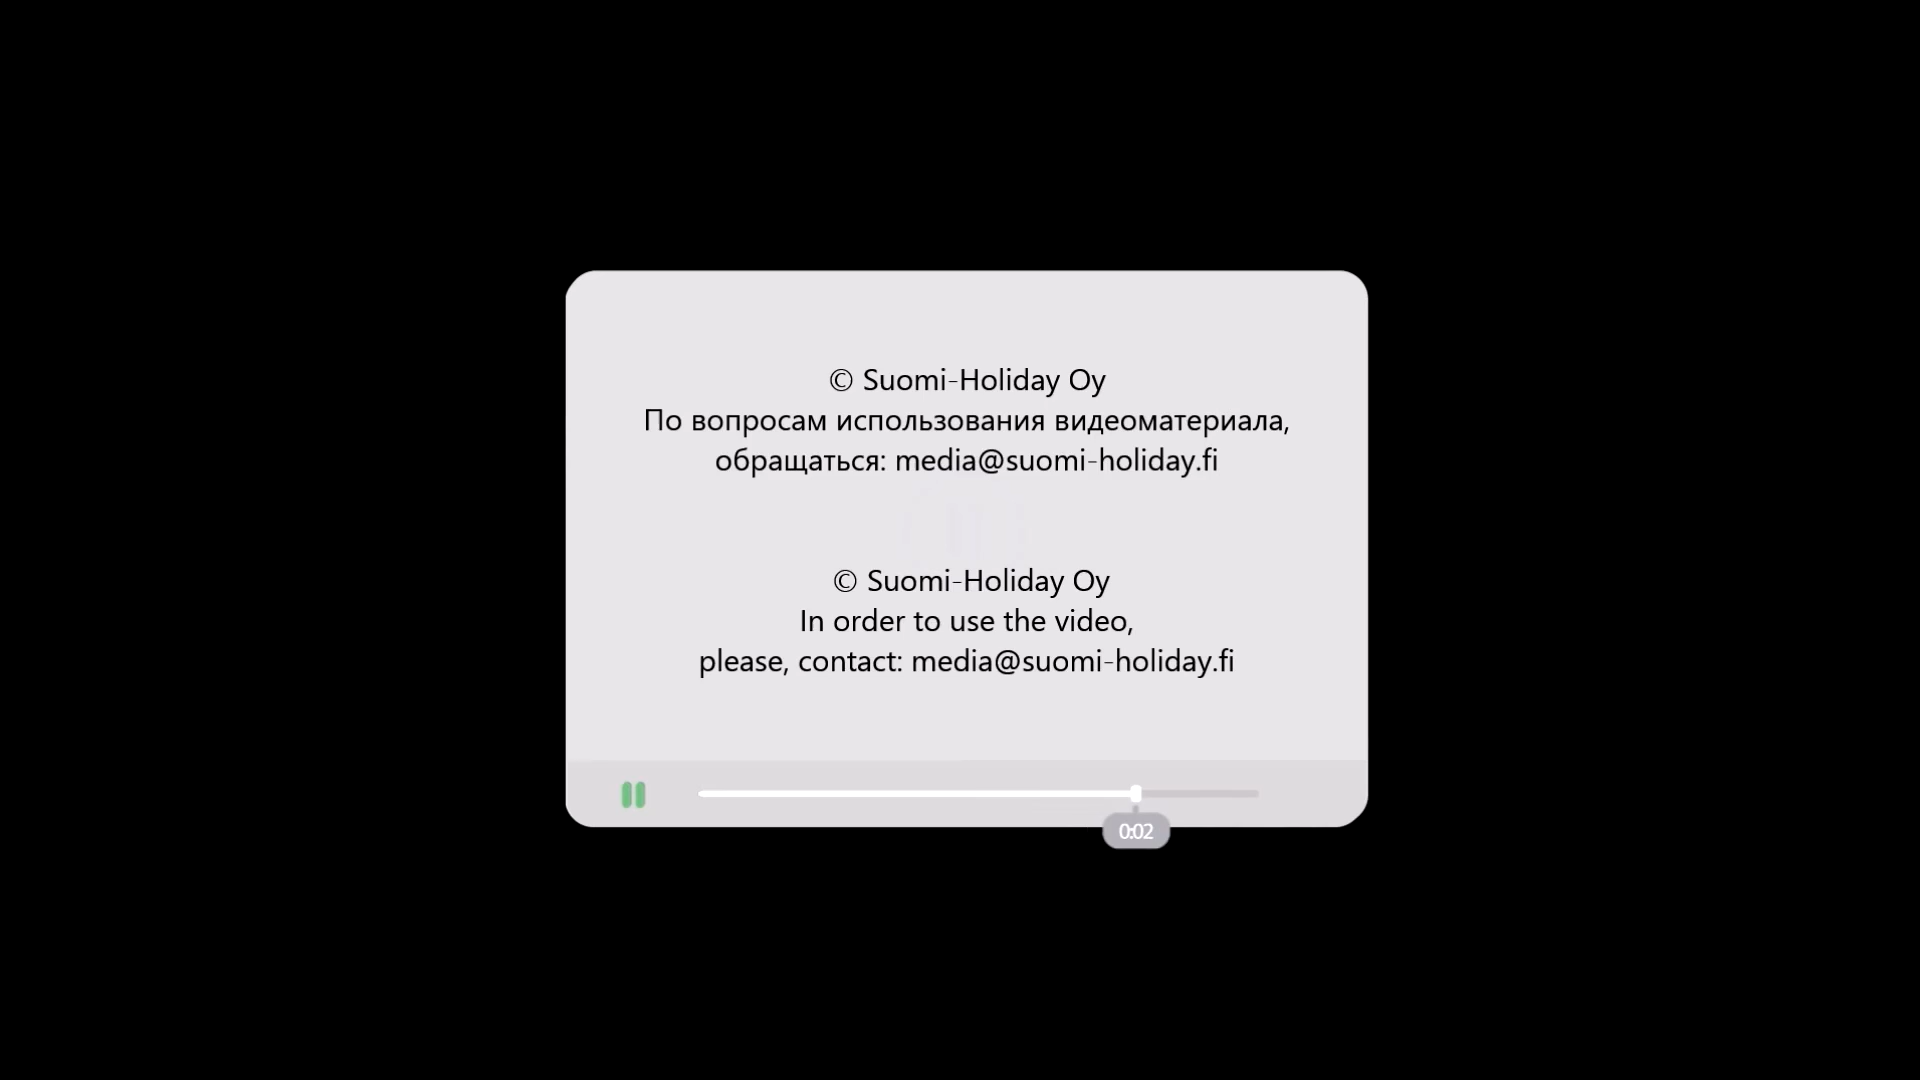 © Suomi-Holiday Oy
По вопросам использования видеоматериала,
обращаться: media@suomi-holiday.fi
© Suomi-Holiday Oy
In order to use the video,
please, contact: media@suomi-holiday.fi
0:02